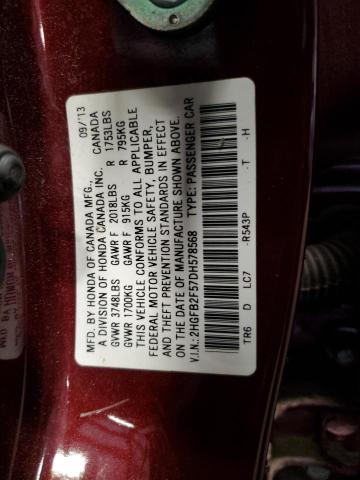 MFD. BY HONDA OF CANADA MFG., 09/'13
A DIVISION OF HONDA CANADA INC. CANADA
GVWR 3748LBS GAWR F 2018LBS R 1753LBS
GVWR 1700KG GAWR F 915KG R 795KG
THIS VEHICLE CONFORMS TO ALL APPLICABLE
FEDERAL MOTOR VEHICLE SAFETY, BUMPER,
AND THEFT PREVENTION STANDARDS IN EFFECT
ON THE DATE OF MANUFACTURE SHOWN ABOVE.
V.I.N.: 2HGFB2F57DH578568 TYPE: PASSENGER CAR
TR6 D LC7 -R543P -T -H